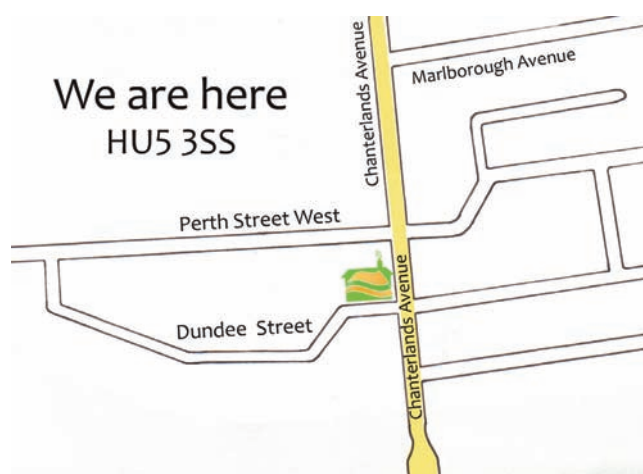 We are here
HU5 3SS
Chanterlands Avenue
Marlborough Avenue
Perth Street West
Chanterlands Avenue
Dundee Street